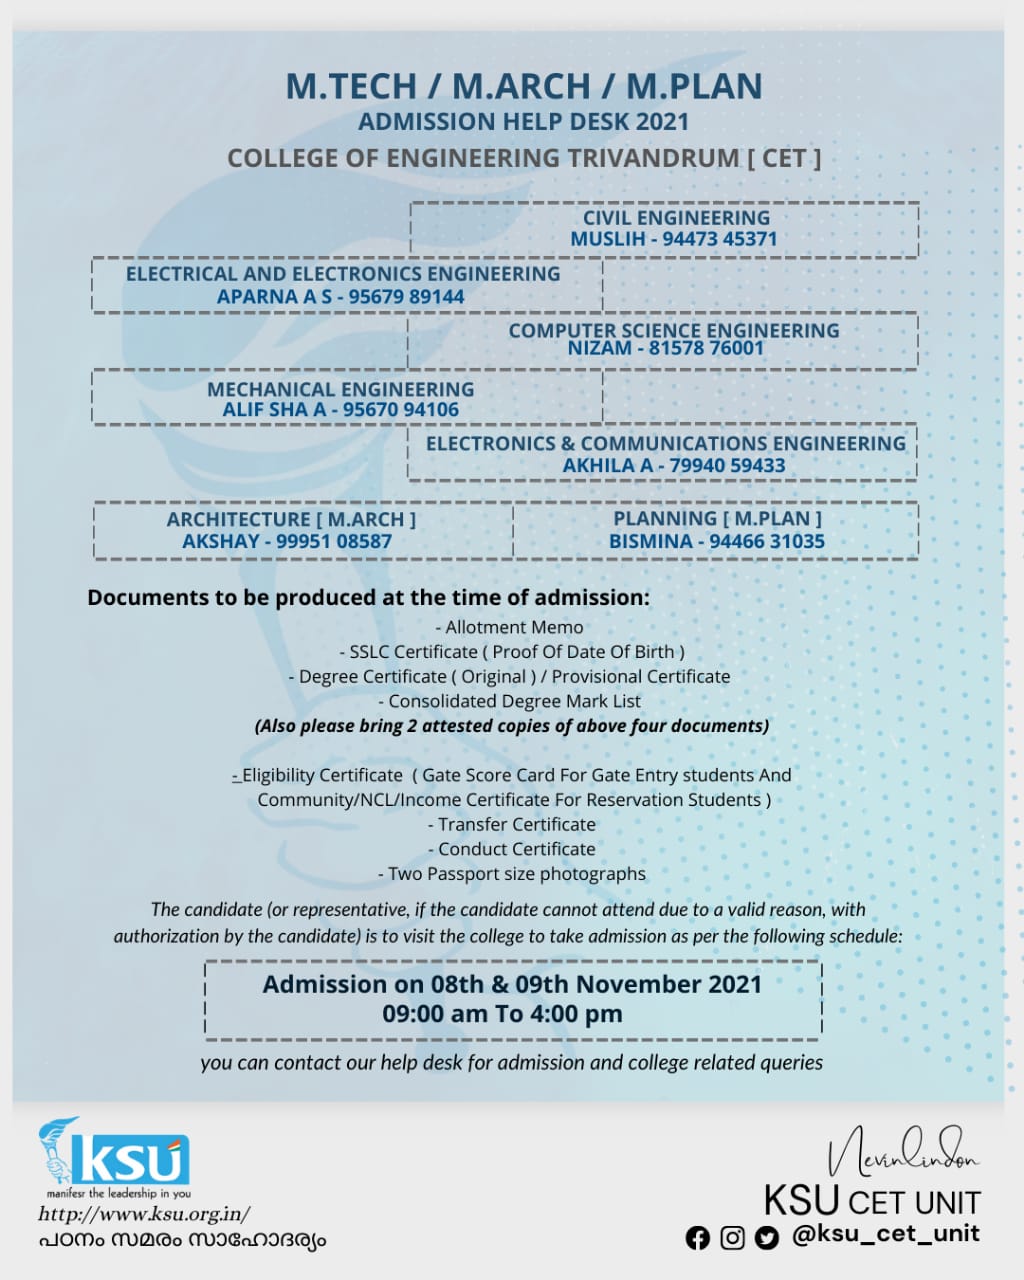 M.TECH / M.ARCH / M.PLAN
ADMISSION HELP DESK 2021
COLLEGE OF ENGINEERING TRIVANDRUM [ CET ]
CIVIL ENGINEERING
MUSLIH - 94473 45371
ELECTRICAL AND ELECTRONICS ENGINEERING
APARNA A S - 95679 89144
COMPUTER SCIENCE ENGINEERING
NIZAM - 81578 76001
MECHANICAL ENGINEERING
ALIF SHA A - 95670 94106
ELECTRONICS & COMMUNICATIONS ENGINEERING
AKHILA A - 79940 59433
ARCHITECTURE [ M.ARCH ]
AKSHAY - 99951 08587
PLANNING [ M.PLAN ]
BISMINA - 94466 31035
Documents to be produced at the time of admission:
- Allotment Memo
- SSLC Certificate ( Proof Of Date Of Birth )
- Degree Certificate ( Original ) / Provisional Certificate
- Consolidated Degree Mark List
(Also please bring 2 attested copies of above four documents)
- Eligibility Certificate ( Gate Score Card For Gate Entry students And
Community/NCL/Income Certificate For Reservation Students )
- Transfer Certificate
- Conduct Certificate
- Two Passport size photographs
The candidate (or representative, if the candidate cannot attend due to a valid reason, with
authorization by the candidate) is to visit the college to take admission as per the following schedule:
Admission on 08th & 09th November 2021
09:00 am To 4:00 pm
you can contact our help desk for admission and college related queries
ksu
manifesr the leadership in you
http://www.ksu.org.in/
പഠനം സമരം സാഹോദര്യം
Nevinlindon
KSU CET UNIT
@ksu_cet_unit